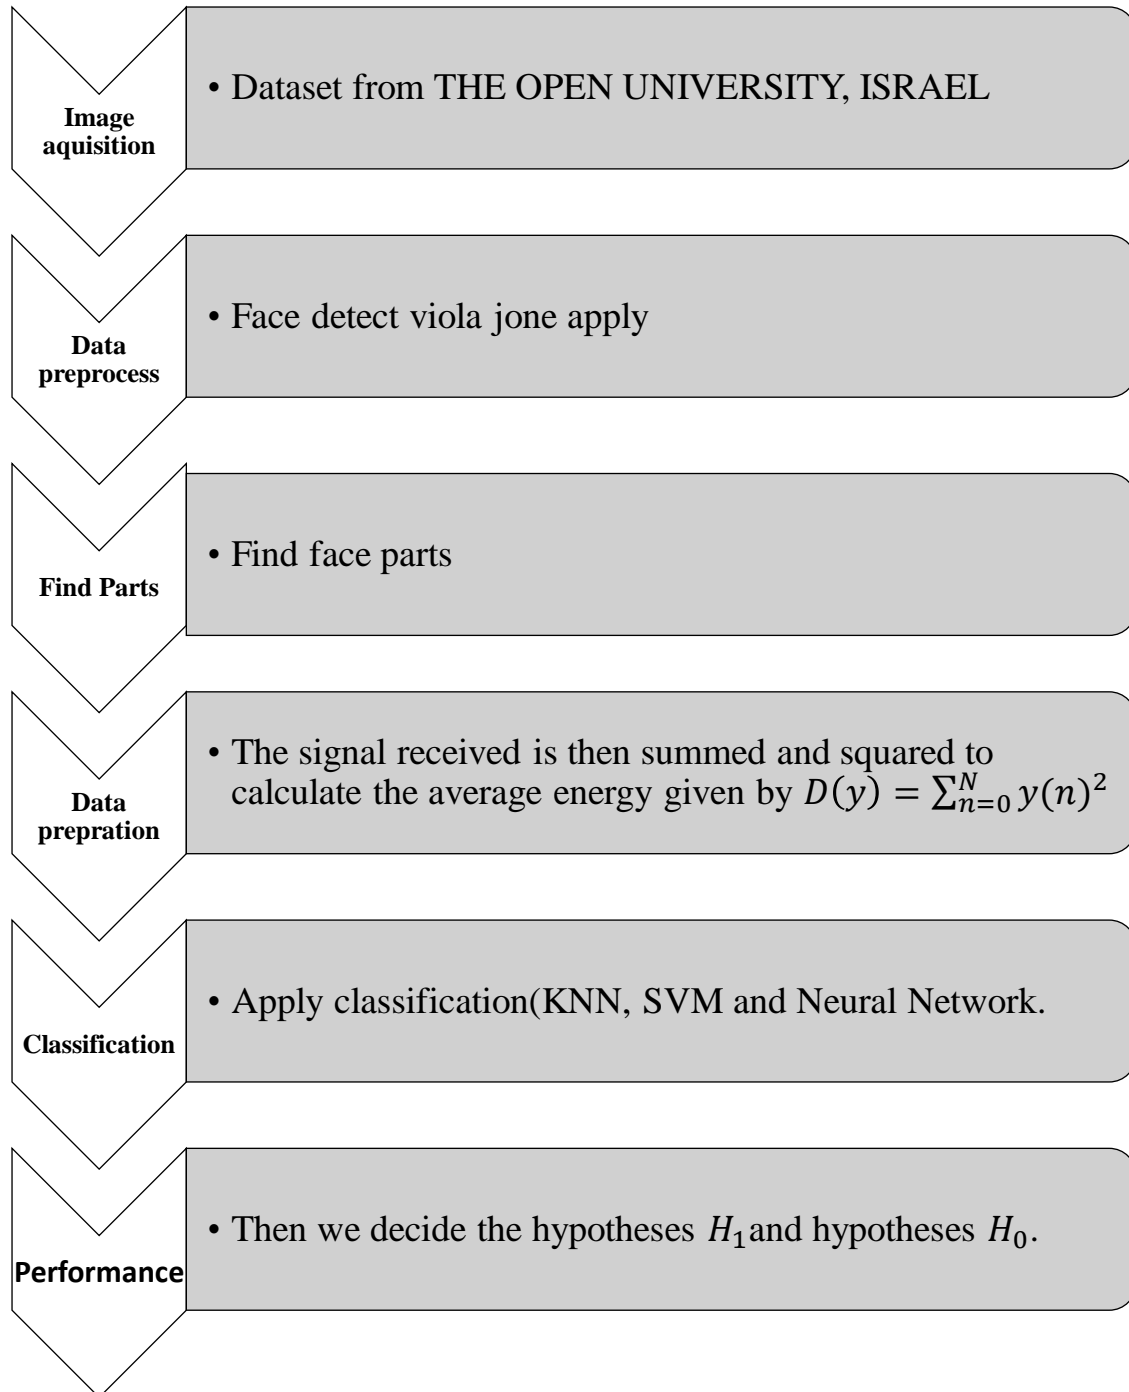 Image
aquisition
• Dataset from THE OPEN UNIVERSITY, ISRAEL
Data
preprocess
• Face detect viola jone apply
Find Parts
• Find face parts
Data
prepration
• The signal received is then summed and squared to
calculate the average energy given by D(y) = ∑_{n=0}^{N} y(n)^2
Classification
• Apply classification(KNN, SVM and Neural Network.
Performance
• Then we decide the hypotheses H_1 and hypotheses H_0.